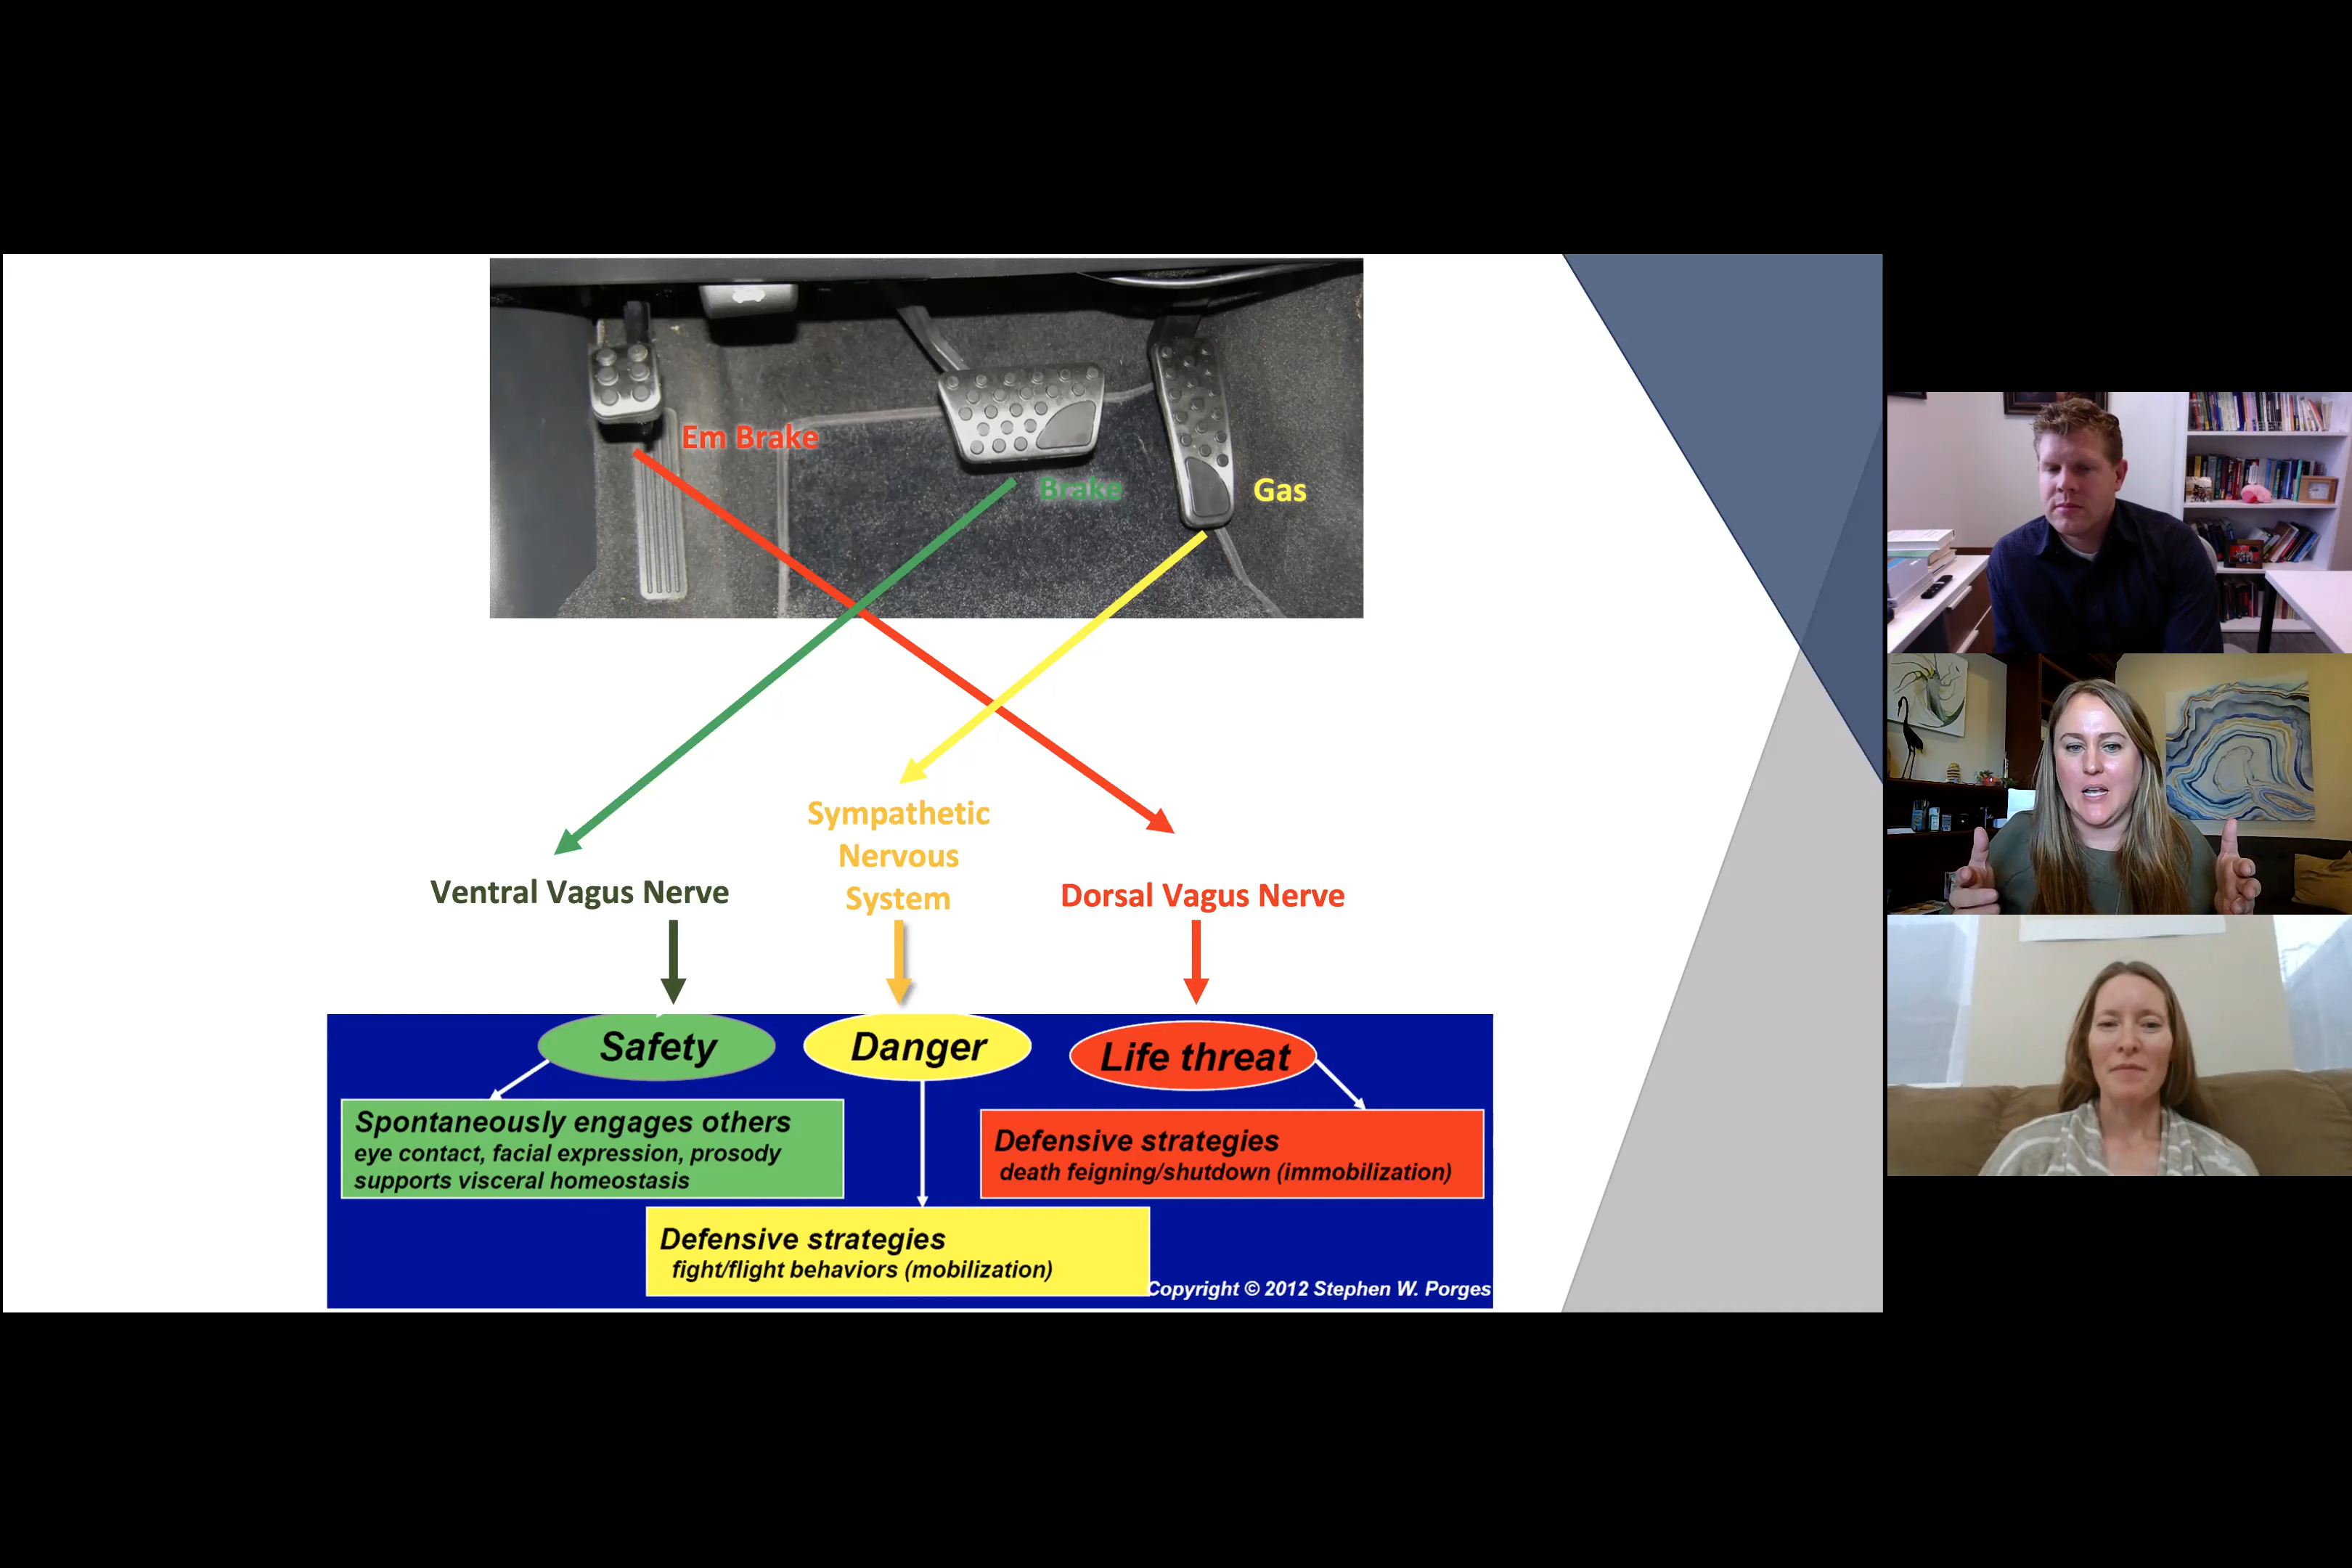 Em Brake
Brake
Gas
Sympathetic
Nervous
System
Ventral Vagus Nerve
Dorsal Vagus Nerve
Safety
Danger
Life threat
Spontaneously engages others
eye contact, facial expression, prosody
supports visceral homeostasis
Defensive strategies
death feigning/shutdown (immobilization)
Defensive strategies
fight/flight behaviors (mobilization)
Copyright © 2012 Stephen W. Porges